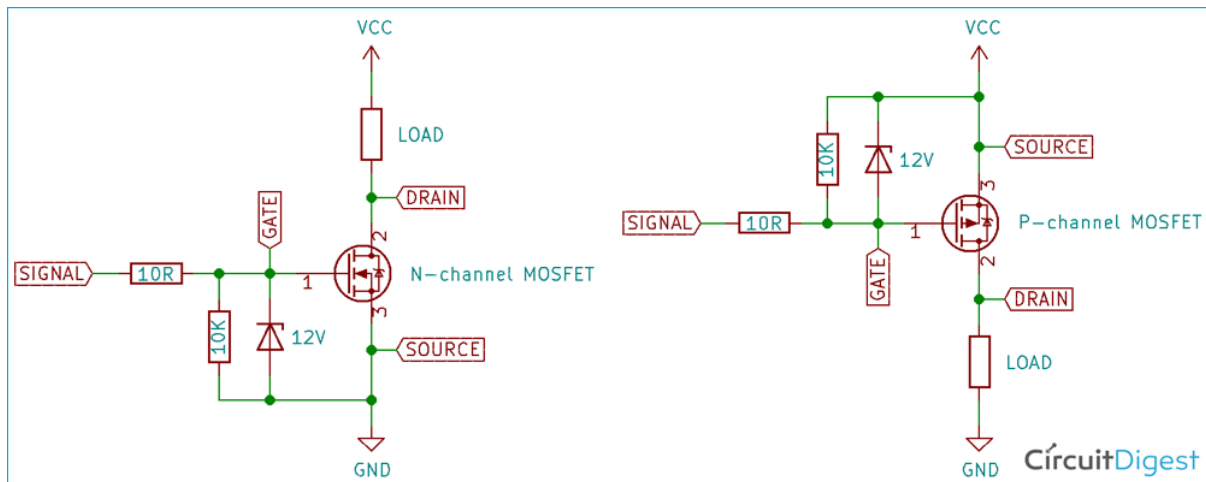 VCC
LOAD
DRAIN
GATE
2
SIGNAL
10R
1
N-channel MOSFET
3
10K
12V
SOURCE
GND
VCC
10K
12V
SOURCE
3
SIGNAL
10R
1
P-channel MOSFET
GATE
2
DRAIN
LOAD
GND
CircuitDigest